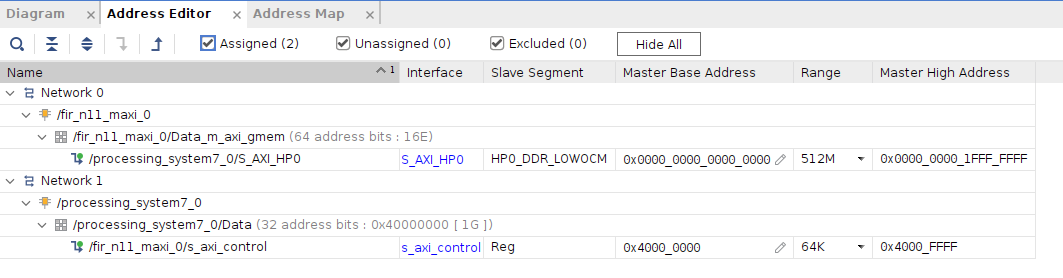 Diagram × Address Editor × Address Map ×
Assigned (2) Unassigned (0) Excluded (0) Hide All
Name 1 Interface Slave Segment Master Base Address Range Master High Address
Network 0
/fir_n11_maxi_0
/fir_n11_maxi_0/Data_m_axi_gmem (64 address bits : 16E)
/processing_system7_0/S_AXI_HP0 S_AXI_HP0 HP0_DDR_LOWOCM 0x0000_0000_0000_0000 512M 0x0000_0000_1FFF_FFFF
Network 1
/processing_system7_0
/processing_system7_0/Data (32 address bits : 0x40000000 [ 1G ])
/fir_n11_maxi_0/s_axi_control s_axi_control Reg 0x4000_0000 64K 0x4000_FFFF